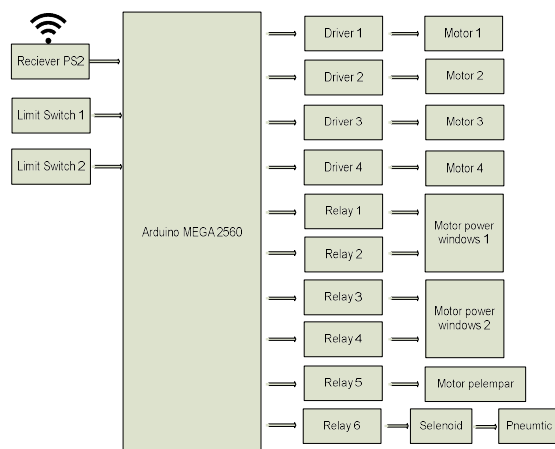 Reciever PS2
Limit Switch 1
Limit Switch 2
Arduino MEGA 2560
Driver 1
Motor 1
Driver 2
Motor 2
Driver 3
Motor 3
Driver 4
Motor 4
Relay 1
Relay 2
Motor power
windows 1
Relay 3
Relay 4
Motor power
windows 2
Relay 5
Motor pelempar
Relay 6
Selenoid
Pneumtic